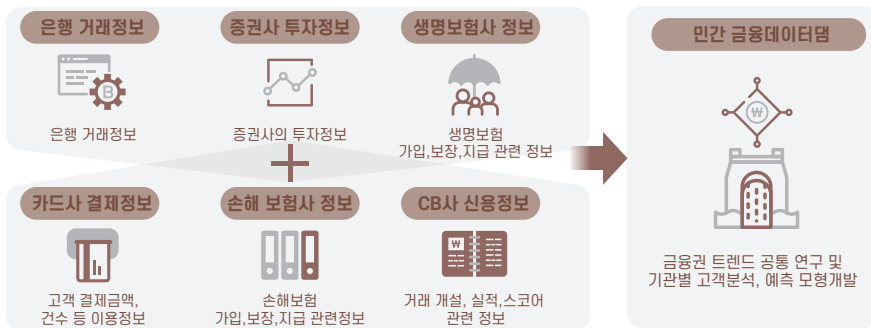 은행 거래정보
증권사 투자정보
생명보험사 정보
은행 거래정보
증권사의 투자정보
생명보험
가입,보장,지급 관련 정보
카드사 결제정보
손해 보험사 정보
CB사 신용정보
고객 결제금액,
건수 등 이용정보
손해보험
가입,보장,지급 관련정보
거래 개설, 실적,스코어
관련 정보
민간 금융데이터댐
금융권 트렌드 공통 연구 및
기관별 고객분석, 예측 모형개발